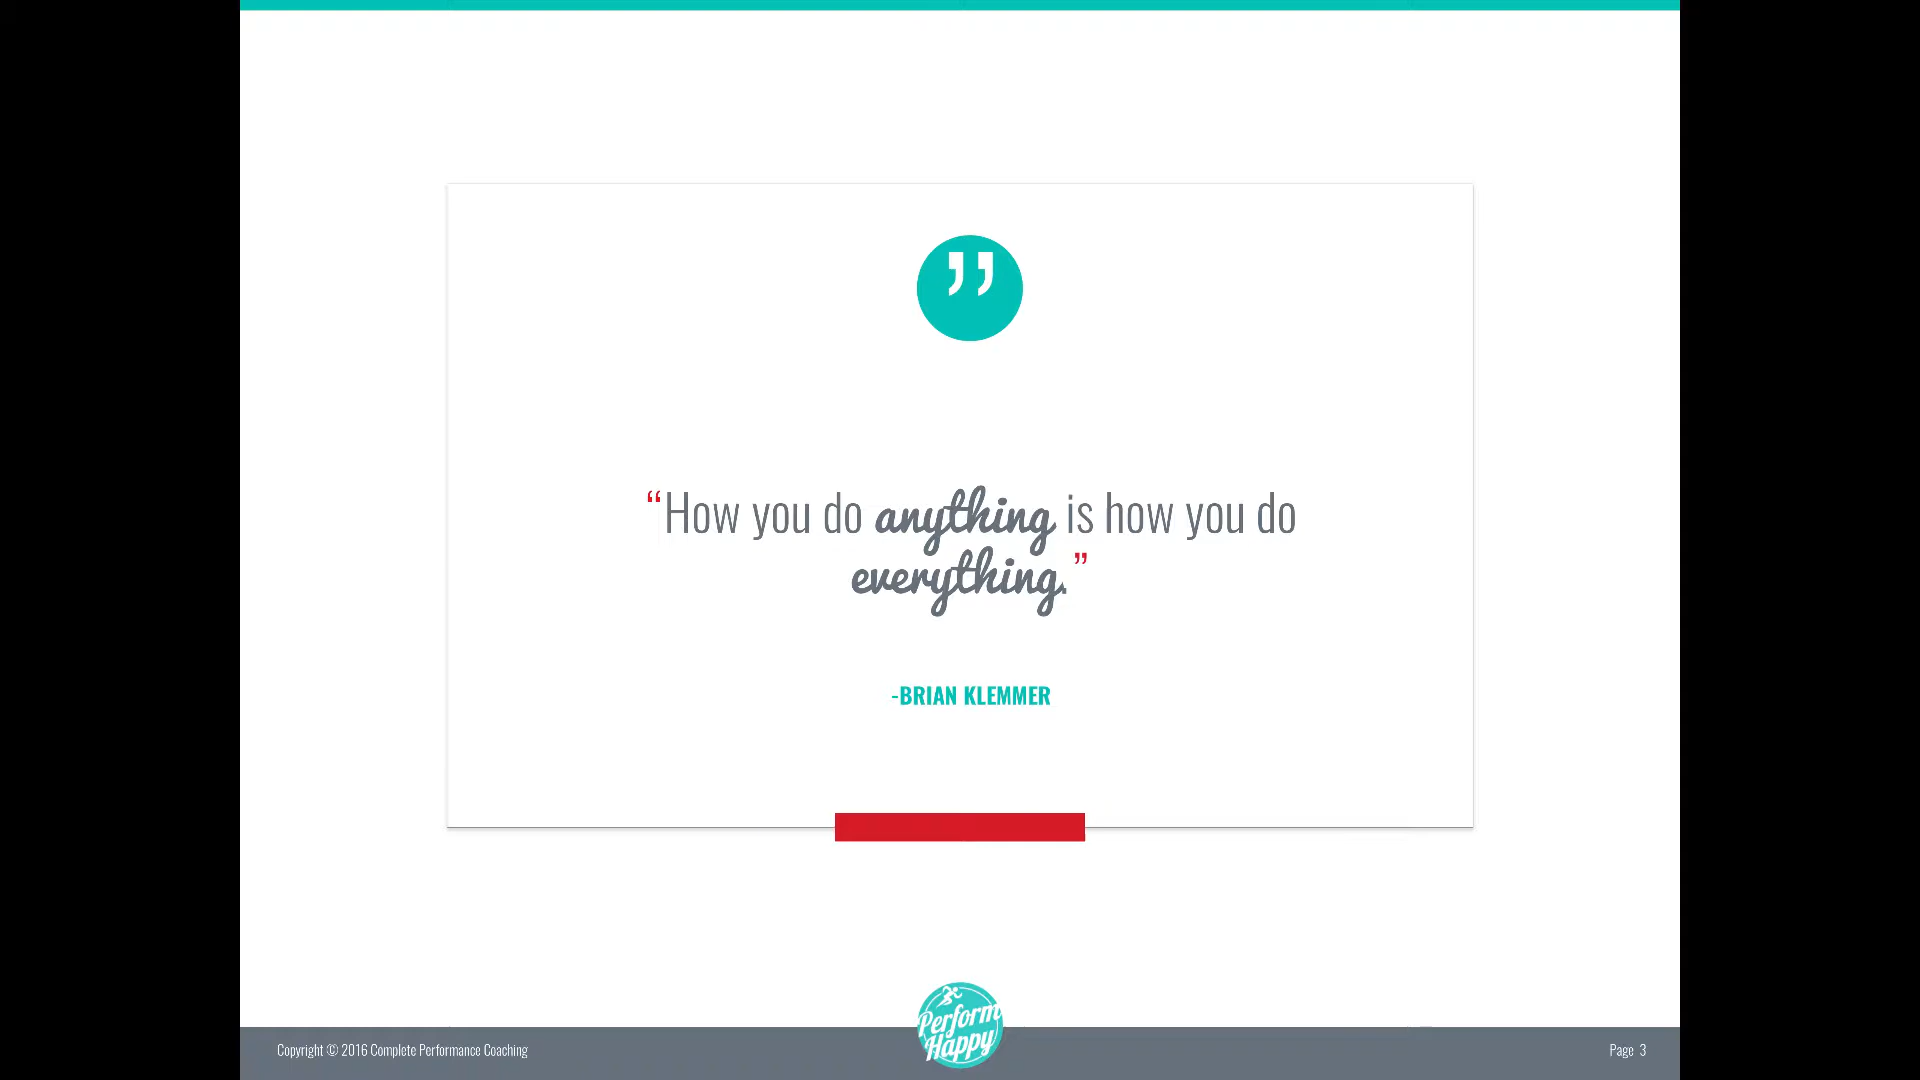 ”
“How you do anything is how you do
everything.”
-BRIAN KLEMMER
Perform
Happy
Copyright © 2016 Complete Performance Coaching
Page 3